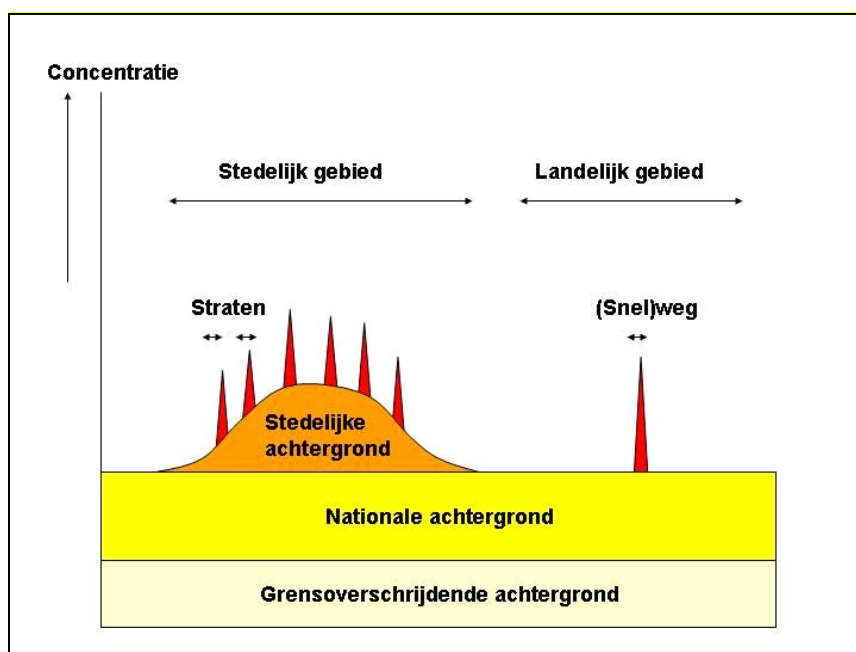 Concentratie
Stedelijk gebied
Landelijk gebied
Straten
(Snel)weg
Stedelijke
achtergrond
Nationale achtergrond
Grensoverschrijdende achtergrond